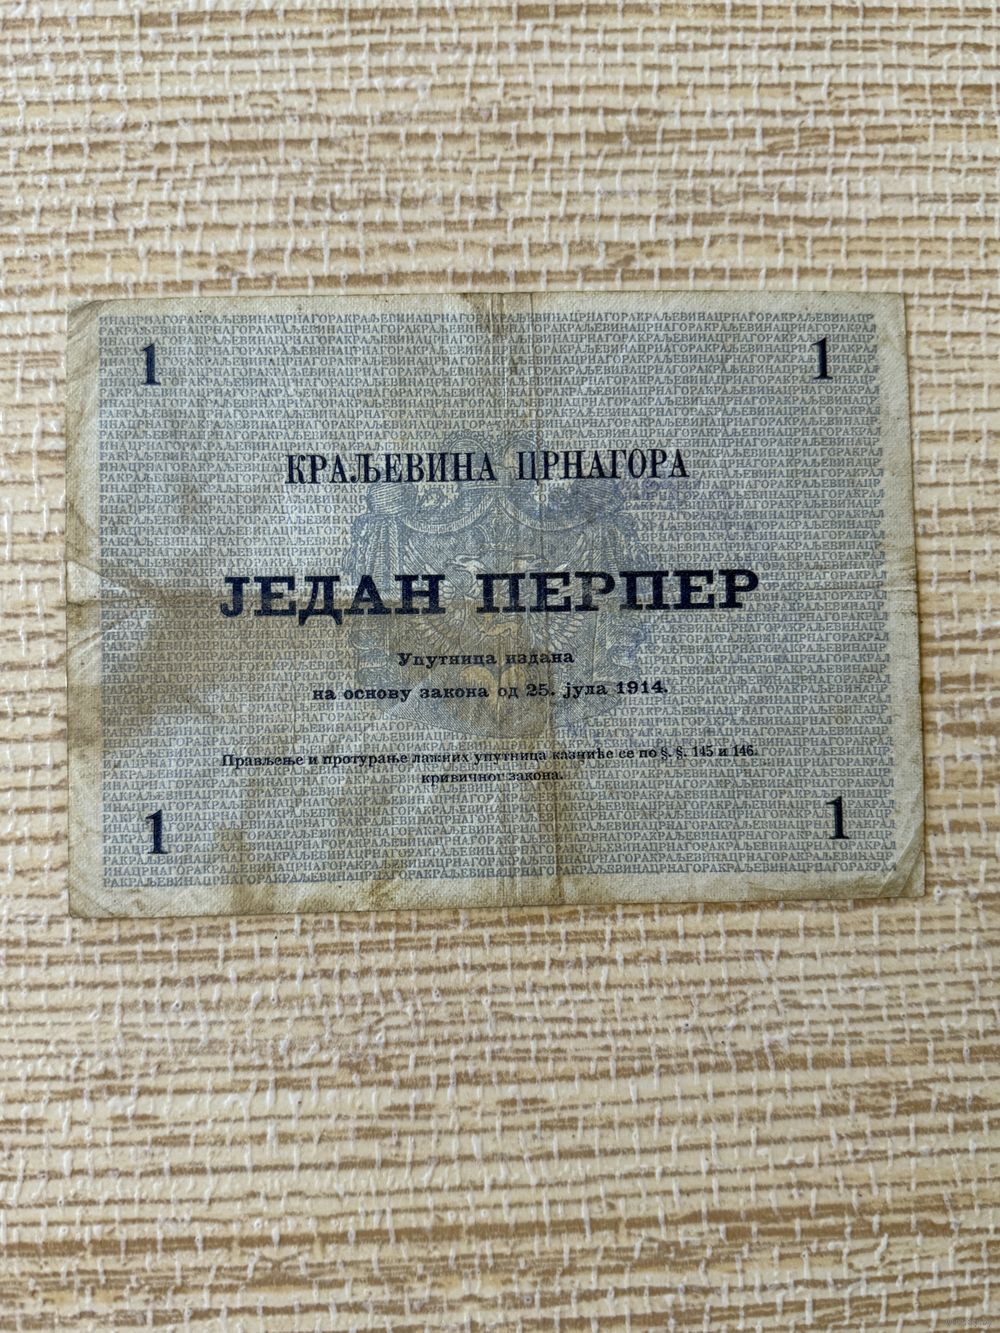 1 1
КРАЉЕВИНА ЦРНАГОРА
ЈЕДАН ПЕРПЕР
Упутница издана
на основу закона од 25. јула 1914.
Прављење и протурање лажних упутница казниће се по §. §. 145 и 146.
кривичног закона.
1 1